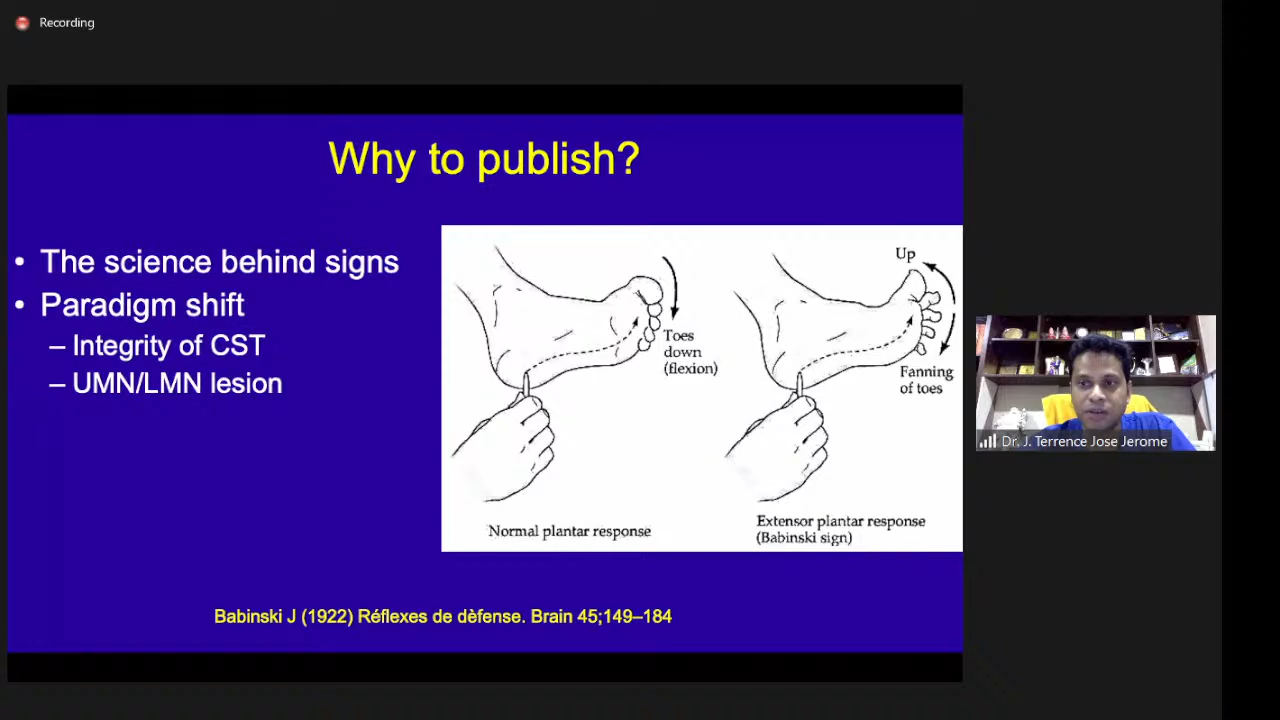 Recording
Why to publish?
• The science behind signs
• Paradigm shift
– Integrity of CST
– UMN/LMN lesion
Toes
down
(flexion)
Normal plantar response
Up
Fanning
of toes
Extensor plantar response
(Babinski sign)
Babinski J (1922) Réflexes de dèfense. Brain 45;149–184
Dr. J. Terrence Jose Jerome